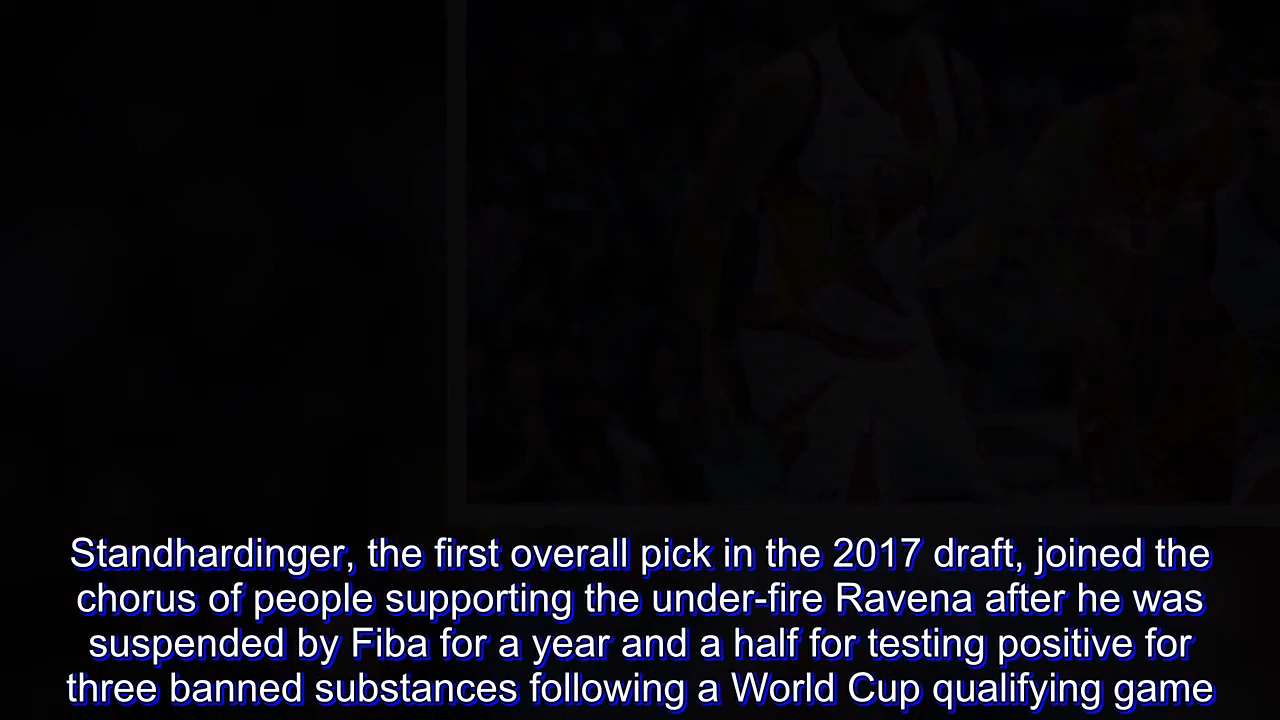 Standhardinger, the first overall pick in the 2017 draft, joined the
chorus of people supporting the under-fire Ravena after he was
suspended by Fiba for a year and a half for testing positive for
three banned substances following a World Cup qualifying game